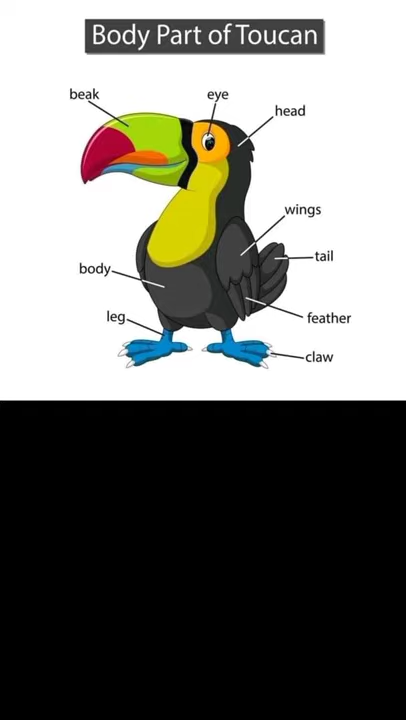 Body Part of Toucan
beak
eye
head
wings
tail
body
leg
feather
claw